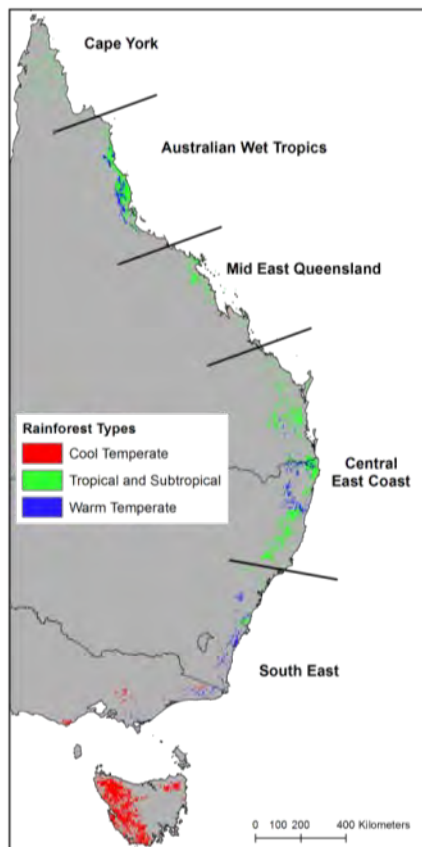 Cape York
Australian Wet Tropics
Mid East Queensland
Rainforest Types
Cool Temperate
Tropical and Subtropical
Warm Temperate
Central
East Coast
South East
0 100 200 400 Kilometers